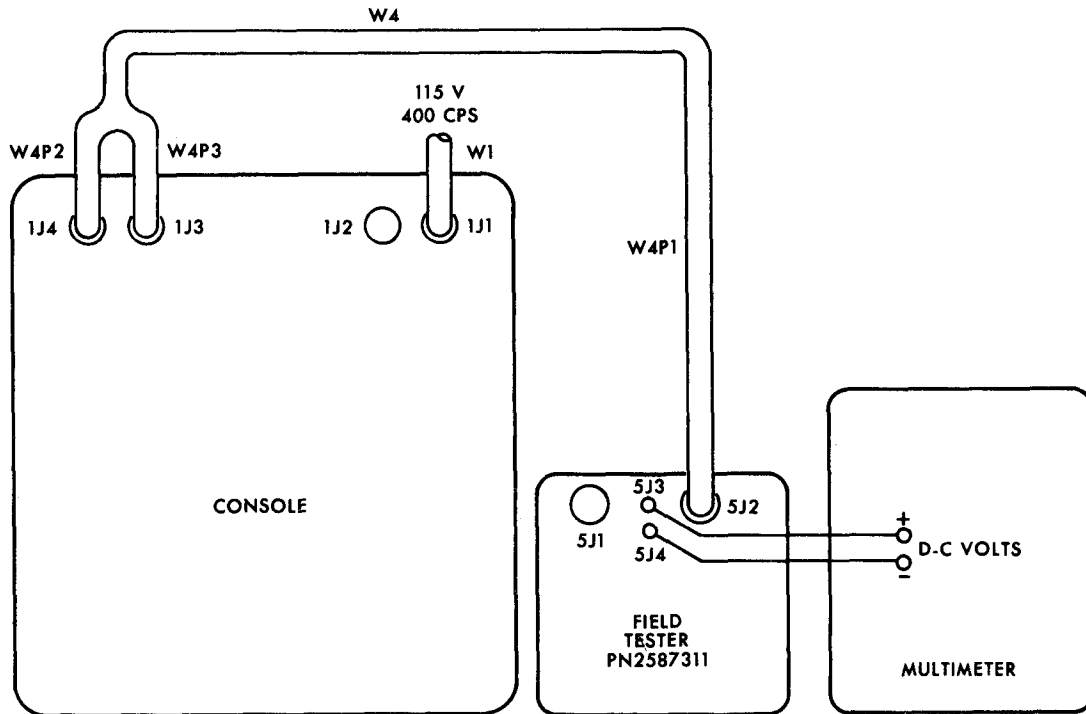 W4
115 V
400 CPS
W4P2
W4P3
W1
1J4
1J3
1J2
1J1
W4P1
CONSOLE
5J3
5J2
5J1
5J4
+
D-C VOLTS
-
FIELD
TESTER
PN2587311
MULTIMETER